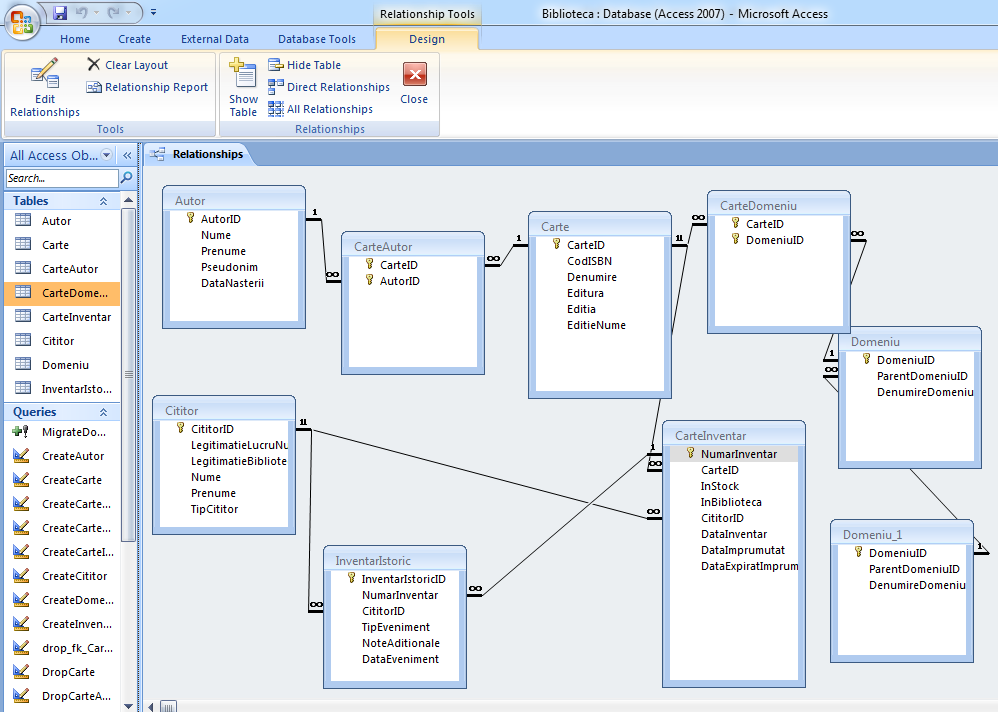 Relationship Tools
Biblioteca : Database (Access 2007) - Microsoft Access
Home Create External Data Database Tools Design
Edit Relationships
Clear Layout
Relationship Report
Tools
Show Table
Hide Table
Direct Relationships
All Relationships
Close
Relationships
All Access Ob...
Search...
Tables
Autor
Carte
CarteAutor
CarteDome...
CarteInventar
Cititor
Domeniu
InventarIsto...
Queries
MigrateDo...
CreateAutor
CreateCarte
CreateCarte...
CreateCarte...
CreateCarteI...
CreateCititor
CreateDome...
CreateInven...
drop_fk_Car...
DropCarte
DropCarteA...
Relationships
Autor
AutorID
Nume
Prenume
Pseudonim
DataNasterii
1
∞
CarteAutor
CarteID
AutorID
∞
1
Carte
CarteID
CodISBN
Denumire
Editura
Editia
EditieNume
1
1
∞
CarteDomeniu
CarteID
DomeniuID
∞
1
∞
Domeniu
DomeniuID
ParentDomeniuID
DenumireDomeniu
Cititor
CititorID
LegitimatieLucruNu
LegitimatieBibliote
Nume
Prenume
TipCititor
1
1
∞
InventarIstoric
InventarIstoricID
NumarInventar
CititorID
TipEveniment
NoteAditionale
DataEveniment
∞
1
∞
∞
CarteInventar
NumarInventar
CarteID
InStock
InBiblioteca
CititorID
DataInventar
DataImprumutat
DataExpiratImprum
Domeniu_1
DomeniuID
ParentDomeniuID
DenumireDomeniu
1